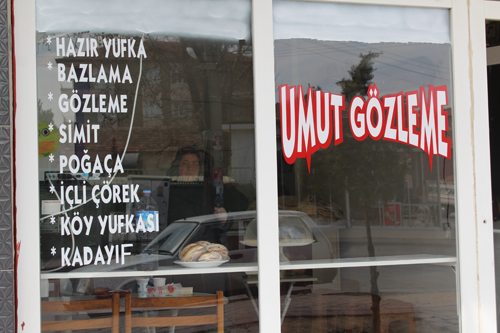 * HAZIR YUFKA
* BAZLAMA
* GÖZLEME
* SİMİT
* POĞAÇA
* İÇLİ ÇÖREK
* KÖY YUFKASI
* KADAYIF
UMUT GÖZLEME